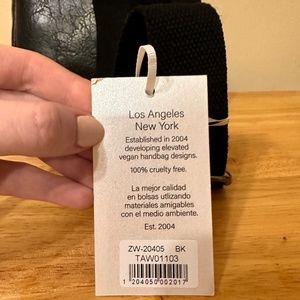 Los Angeles
New York
Established in 2004
developing elevated
vegan handbag designs.
100% cruelty free.
La mejor calidad
en bolsas utlizando
materiales amigables
con el medio ambiente.
Est. 2004
ZW-20405 BK
TAW01103
1 204050 002017